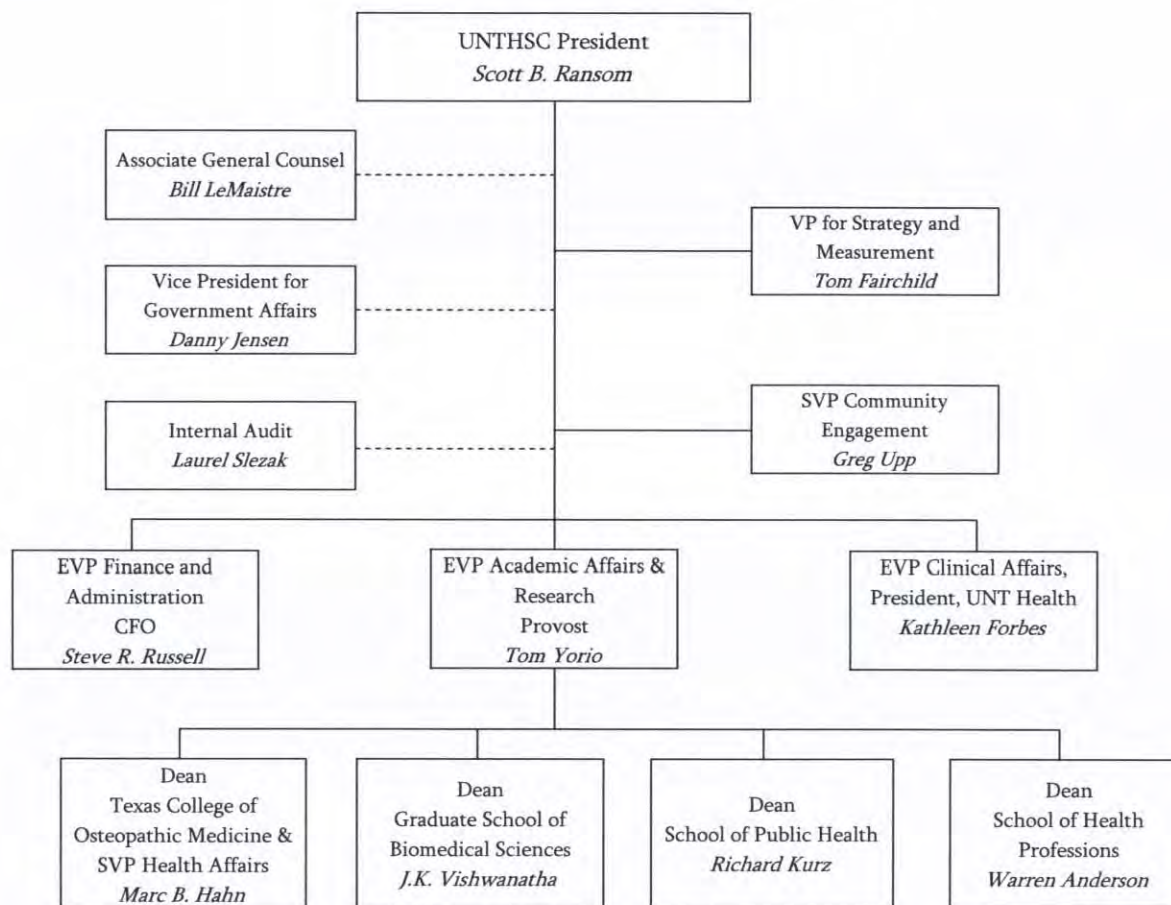 UNTHSC President
Scott B. Ransom
Associate General Counsel
Bill LeMaistre
VP for Strategy and
Measurement
Tom Fairchild
Vice President for
Government Affairs
Danny Jensen
SVP Community
Engagement
Greg Upp
Internal Audit
Laurel Slezak
EVP Finance and
Administration
CFO
Steve R. Russell
EVP Academic Affairs &
Research
Provost
Tom Yorio
EVP Clinical Affairs,
President, UNT Health
Kathleen Forbes
Dean
Texas College of
Osteopathic Medicine &
SVP Health Affairs
Marc B. Hahn
Dean
Graduate School of
Biomedical Sciences
J.K. Vishwanatha
Dean
School of Public Health
Richard Kurz
Dean
School of Health
Professions
Warren Anderson